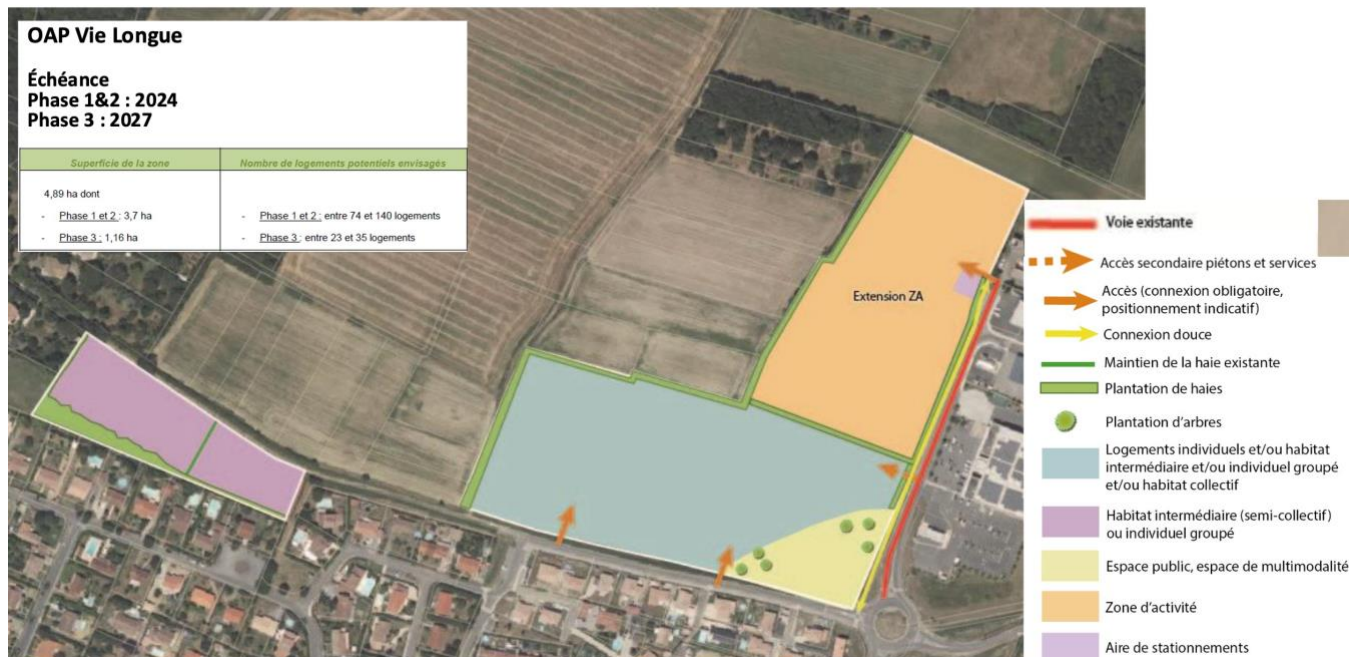 OAP Vie Longue
Échéance
Phase 1&2 : 2024
Phase 3 : 2027
Superficie de la zone
Nombre de logements potentiels envisagés
4,89 ha dont
- Phase 1 et 2 : 3,7 ha
- Phase 1 et 2 : entre 74 et 140 logements
- Phase 3 : 1,16 ha
- Phase 3 : entre 23 et 35 logements
Extension ZA
Voie existante
Accès secondaire piétons et services
Accès (connexion obligatoire,
positionnement indicatif)
Connexion douce
Maintien de la haie existante
Plantation de haies
Plantation d'arbres
Logements individuels et/ou habitat
intermédiaire et/ou individuel groupé
et/ou habitat collectif
Habitat intermédiaire (semi-collectif)
ou individuel groupé
Espace public, espace de multimodalité
Zone d'activité
Aire de stationnements